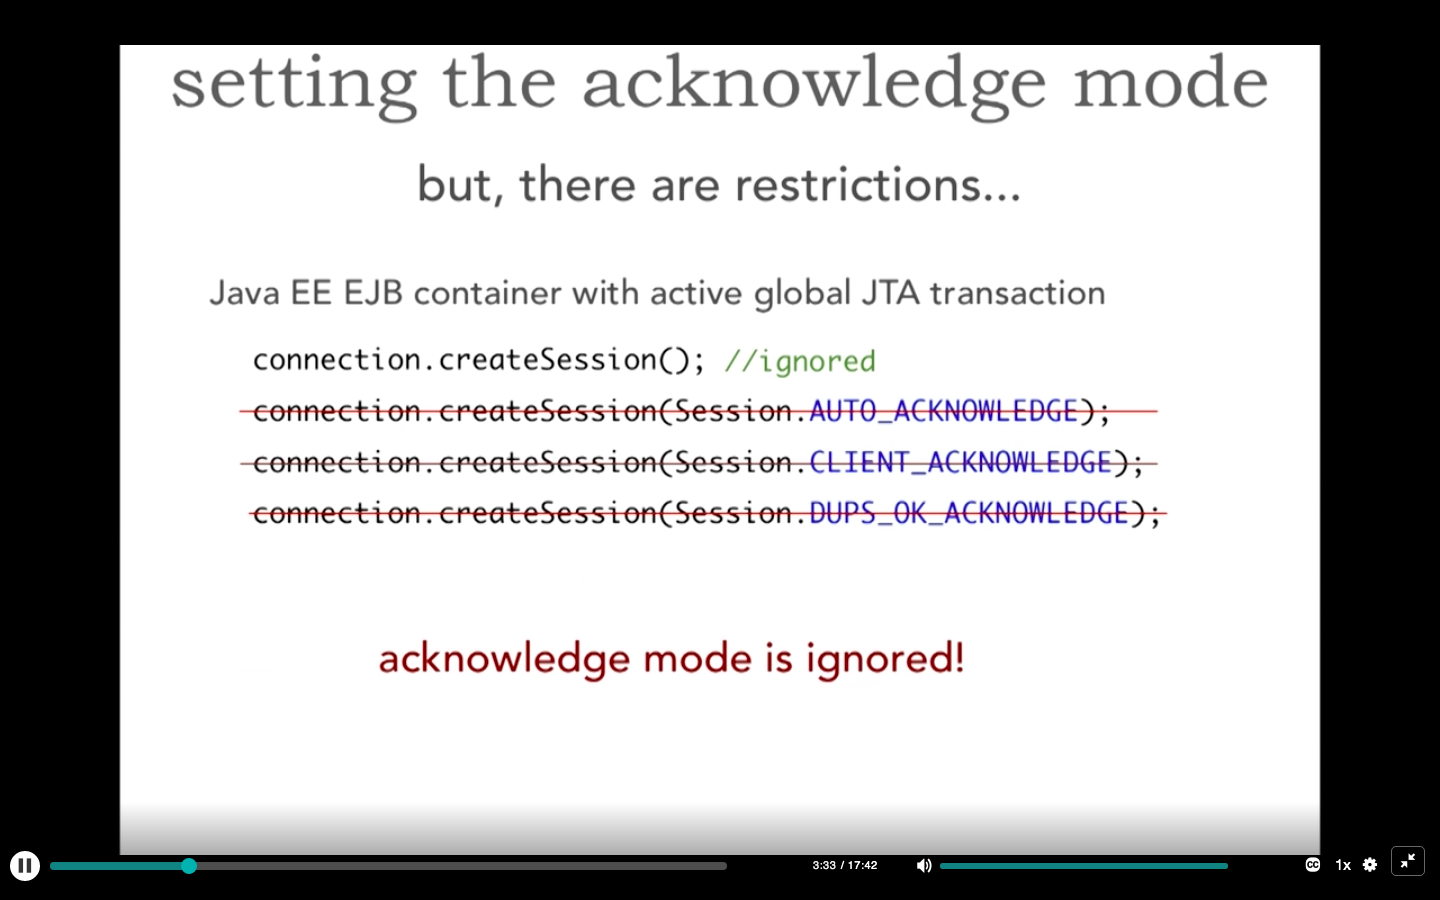 setting the acknowledge mode
but, there are restrictions...
Java EE EJB container with active global JTA transaction
connection.createSession(); //ignored
connection.createSession(Session.AUTO_ACKNOWLEDGE);
connection.createSession(Session.CLIENT_ACKNOWLEDGE);
connection.createSession(Session.DUPS_OK_ACKNOWLEDGE);
acknowledge mode is ignored!
3:33 / 17:42 CC 1x